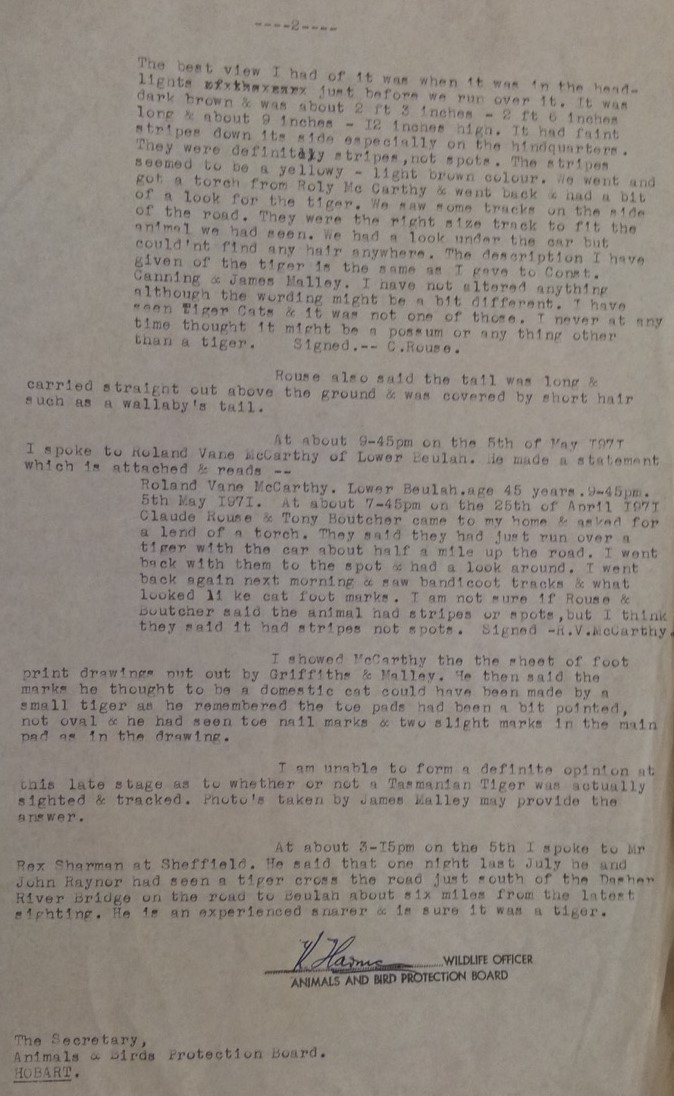 ----2----
The best view I had of it was when it was in the head-
lights just before we run over it. It was
dark brown & was about 2 ft 3 inches - 2 ft 6 inches
long & about 9 inches - I2 inches high. It had faint
stripes down its side especially on the hindquarters.
They were definitely stripes,not spots. The stripes
seemed to be a yellowy - light brown colour. We went and
got a torch from Roly Mc Carthy & went back & had a bit
of a look for the tiger. We saw some tracks on the side
of the road. They were the right size track to fit the
animal we had seen. We had a look under the car but
could'nt find any hair anywhere. The description I have
given of the tiger is the same as I gave to Const.
Canning & James Malley. I have not altered anything
although the wording might be a bit different. I have
seen Tiger Cats & it was not one of those. I never at any
time thought it might be a possum or any thing other
than a tiger. Signed.-- C.Rouse.
Rouse also said the tail was long &
carried straight out above the ground & was covered by short hair
such as a wallaby's tail.
At about 9-45pm on the 5th of May I97I
I spoke to Roland Vane McCarthy of Lower Beulah. He made a statement
which is attached & reads --
Roland Vane McCarthy. Lower Beulah.age 45 years.9-45pm.
5th May I97I. At about 7-45pm on the 25th of April I97I
Claude Rouse & Tony Boutcher came to my home & asked for
a lend of a torch. They said they had just run over a
tiger with the car about half a mile up the road. I went
back with them to the spot & had a look around. I went
back again next morning & saw bandicoot tracks & what
looked li ke cat foot marks. I am not sure if Rouse &
Boutcher said the animal had stripes or spots,but I think
they said it had stripes not spots. Signed -R.V.McCarthy.
I showed McCarthy the the sheet of foot
print drawings put out by Griffiths & Malley. He then said the
marks he thought to be a domestic cat could have been made by a
small tiger as he remembered the toe pads had been a bit pointed,
not oval & he had seen toe nail marks & two slight marks in the main
pad as in the drawing.
I am unable to form a definite opinion at
this late stage as to whether or not a Tasmanian Tiger was actually
sighted & tracked. Photo's taken by James Malley may provide the
answer.
At about 3-I5pm on the 5th I spoke to Mr
Rex Sharman at Sheffield. He said that one night last July he and
John Raynor had seen a tiger cross the road just south of the Dasher
River Bridge on the road to Beulah about six miles from the latest
sighting. He is an experienced snarer & is sure it was a tiger.
WILDLIFE OFFICER
ANIMALS AND BIRD PROTECTION BOARD
The Secretary,
Animals & Birds Protection Board.
HOBART.